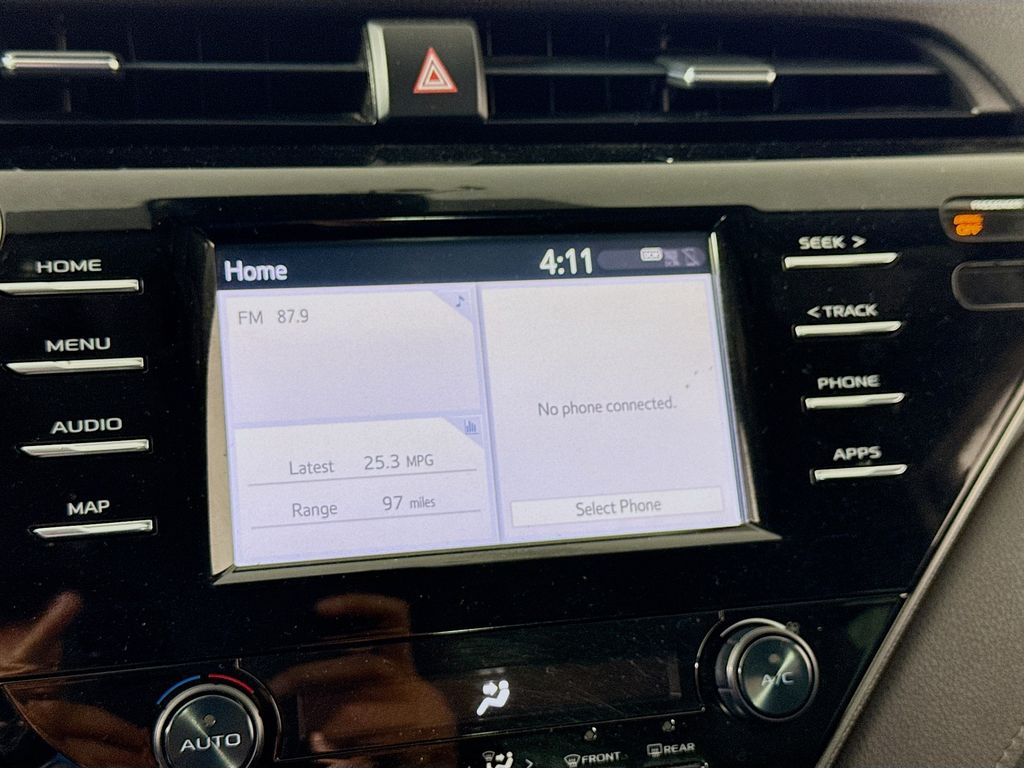 Home 4:11
FM 87.9
Latest 25.3 MPG
Range 97 miles
No phone connected.
Select Phone
HOME
MENU
AUDIO
MAP
SEEK >
< TRACK
PHONE
APPS
AUTO
A/C
FRONT
REAR